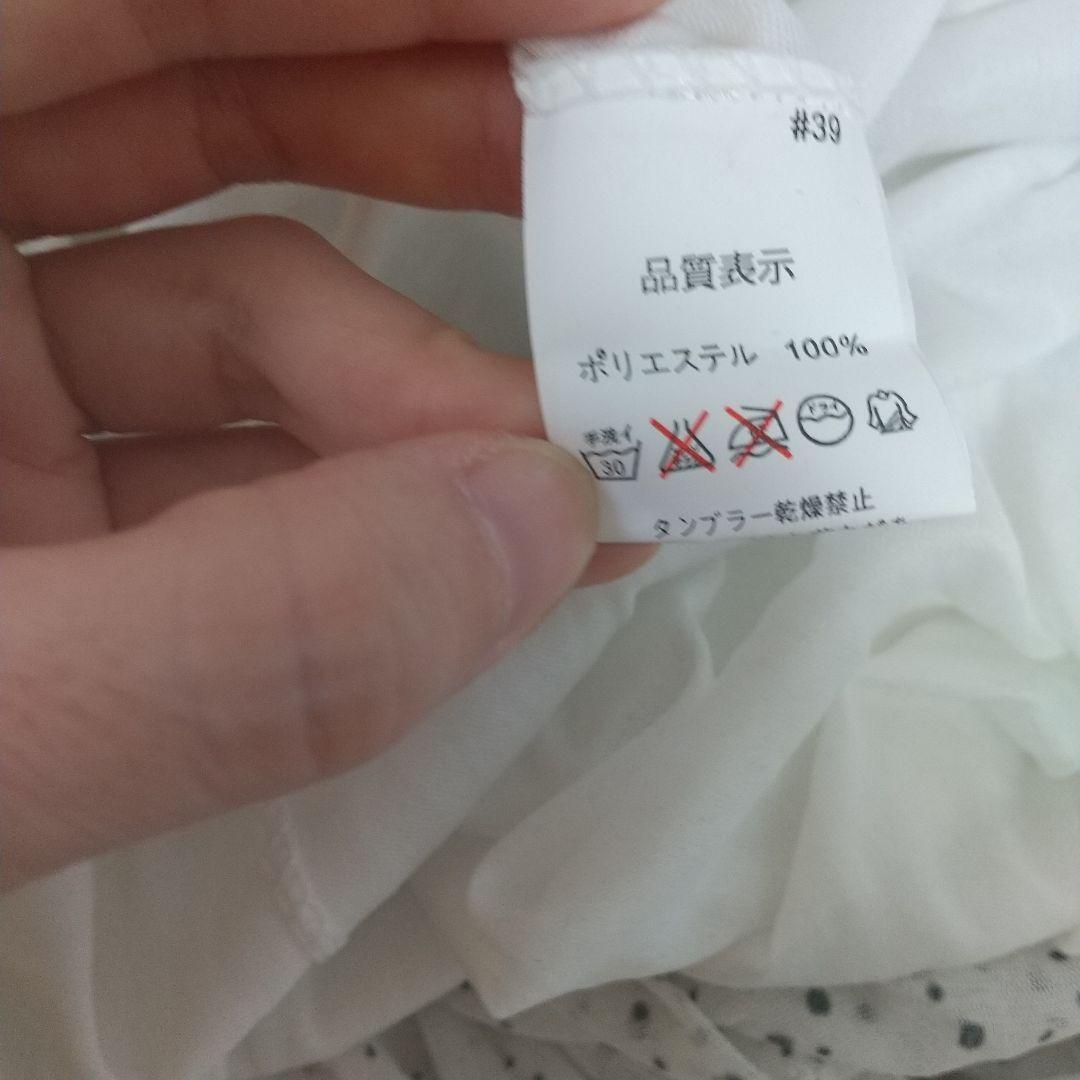 #39
品質表示
ポリエステル 100%
手洗イ
30
ドライ
タンブラー乾燥禁止